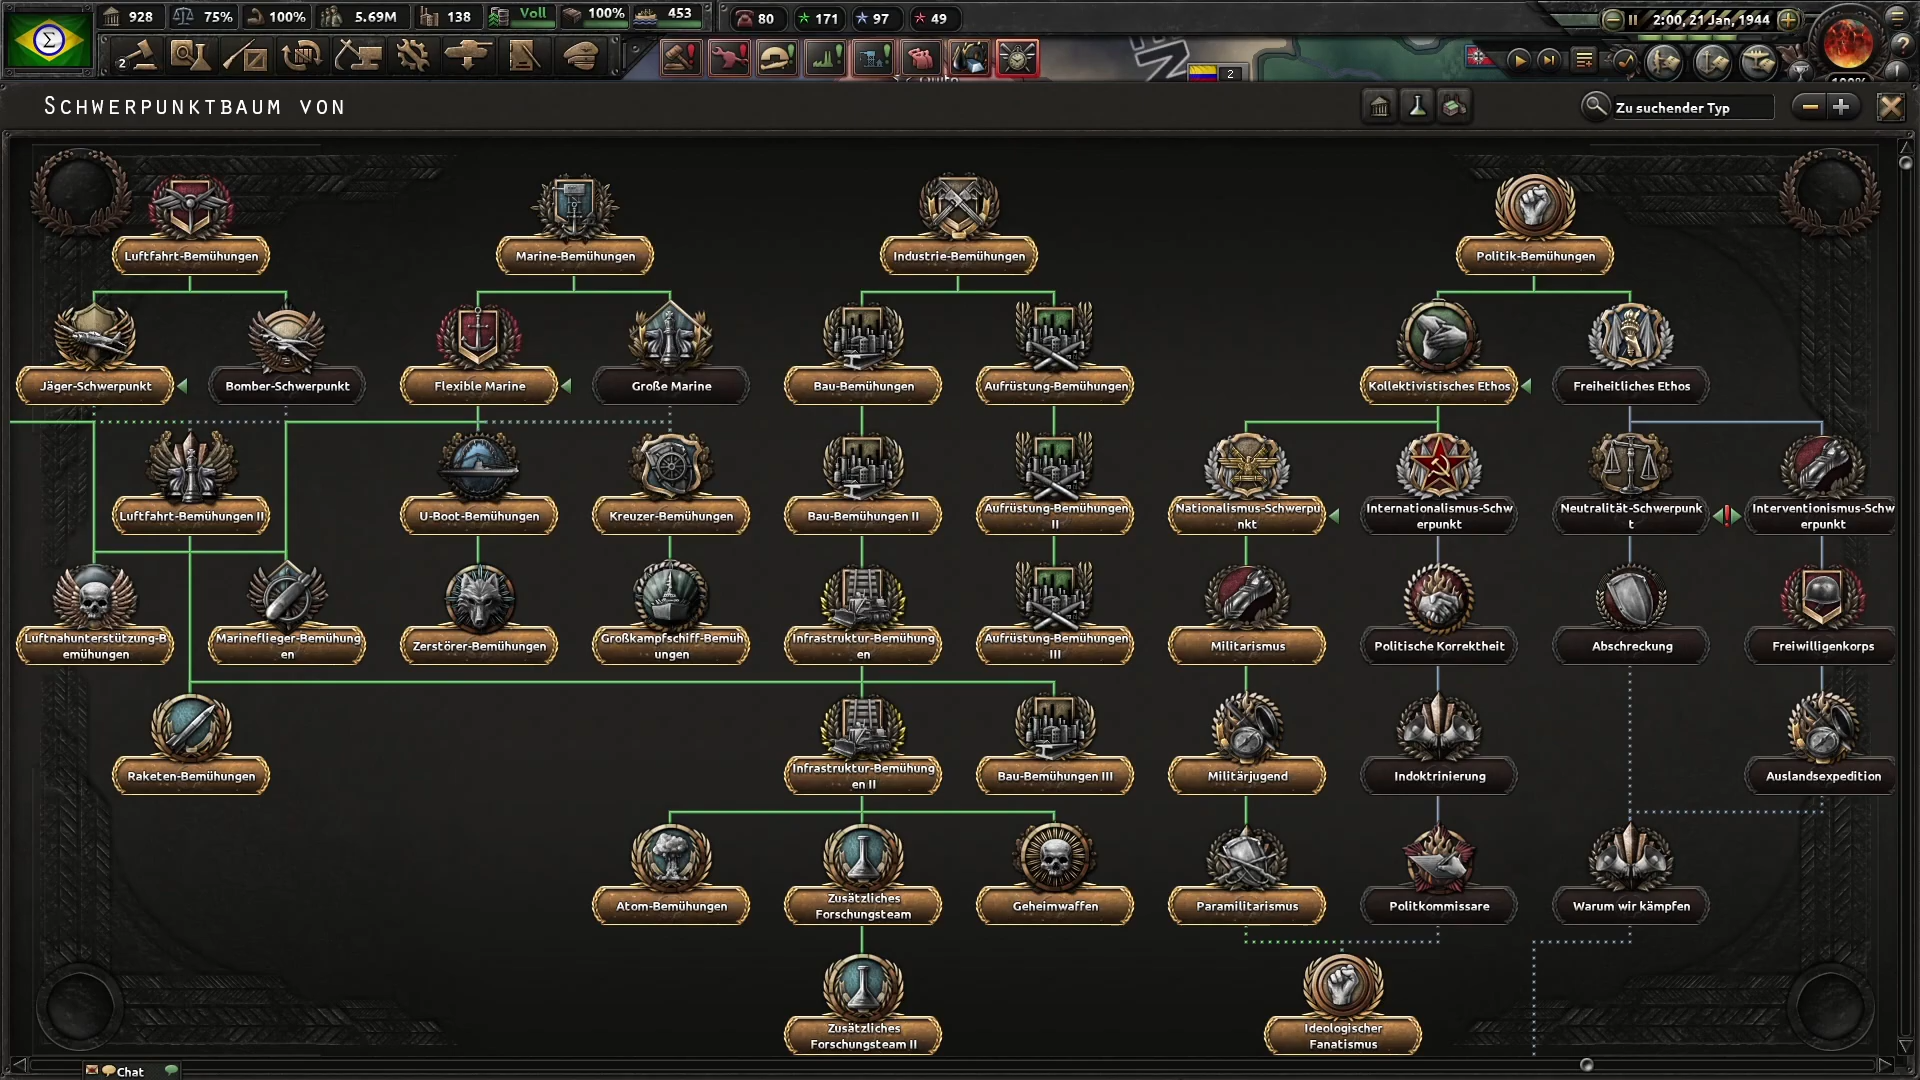 928 75% 100% 5.69M 138 Voll 100% 453 80 171 97 49 2:00, 21 Jan, 1944
2
2
Schwerpunktbaum von
Zu suchender Typ
Luftfahrt-Bemühungen
Marine-Bemühungen
Industrie-Bemühungen
Politik-Bemühungen
Jäger-Schwerpunkt
Bomber-Schwerpunkt
Flexible Marine
Große Marine
Bau-Bemühungen
Aufrüstung-Bemühungen
Kollektivistisches Ethos
Freiheitliches Ethos
Luftfahrt-Bemühungen II
U-Boot-Bemühungen
Kreuzer-Bemühungen
Bau-Bemühungen II
Aufrüstung-Bemühungen
II
Nationalismus-Schwerpu
nkt
Internationalismus-Schw
erpunkt
Neutralität-Schwerpunk
t
Interventionismus-Schw
erpunkt
Luftnahunterstützung-B
emühungen
Marineflieger-Bemühung
en
Zerstörer-Bemühungen
Großkampfschiff-Bemüh
ungen
Infrastruktur-Bemühung
en
Aufrüstung-Bemühungen
III
Militarismus
Politische Korrektheit
Abschreckung
Freiwilligenkorps
Raketen-Bemühungen
Infrastruktur-Bemühung
en II
Bau-Bemühungen III
Militärjugend
Indoktrinierung
Auslandsexpedition
Atom-Bemühungen
Zusätzliches
Forschungsteam
Geheimwaffen
Paramilitarismus
Politkommissare
Warum wir kämpfen
Zusätzliches
Forschungsteam II
Ideologischer
Fanatismus
Chat